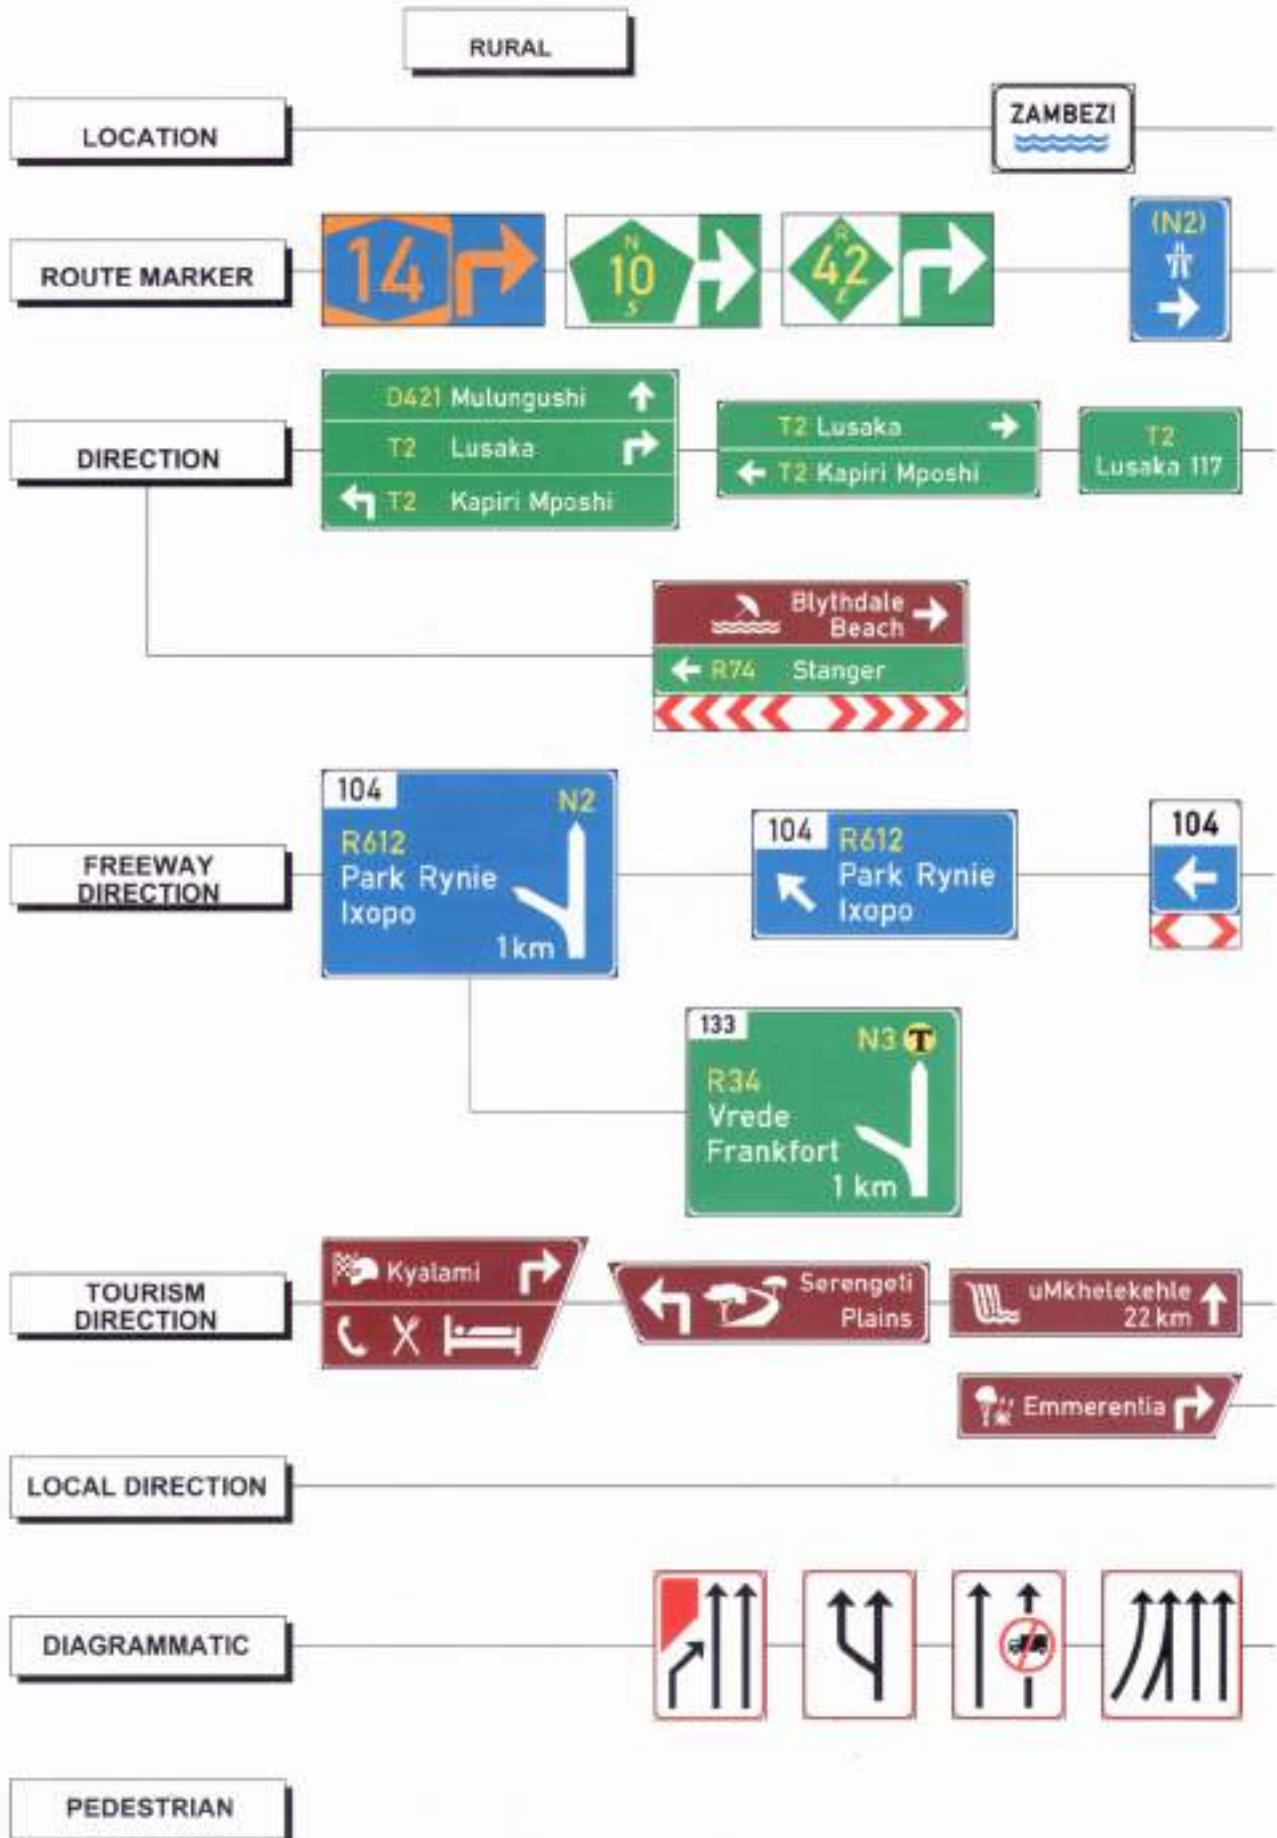 RURAL
LOCATION
ZAMBEZI
ROUTE MARKER
14
N
10
S
R
42
(N2)
DIRECTION
D421 Mulungushi
T2 Lusaka
T2 Kapiri Mposhi
T2 Lusaka
T2 Kapiri Mposhi
T2
Lusaka 117
Blythdale
Beach
R74 Stanger
FREEWAY
DIRECTION
104
N2
R612
Park Rynie
Ixopo
1 km
104 R612
Park Rynie
Ixopo
104
133
N3 T
R34
Vrede
Frankfort
1 km
TOURISM
DIRECTION
Kyalami
Serengeti
Plains
uMkhelekehle
22 km
Emmerentia
LOCAL DIRECTION
DIAGRAMMATIC
PEDESTRIAN